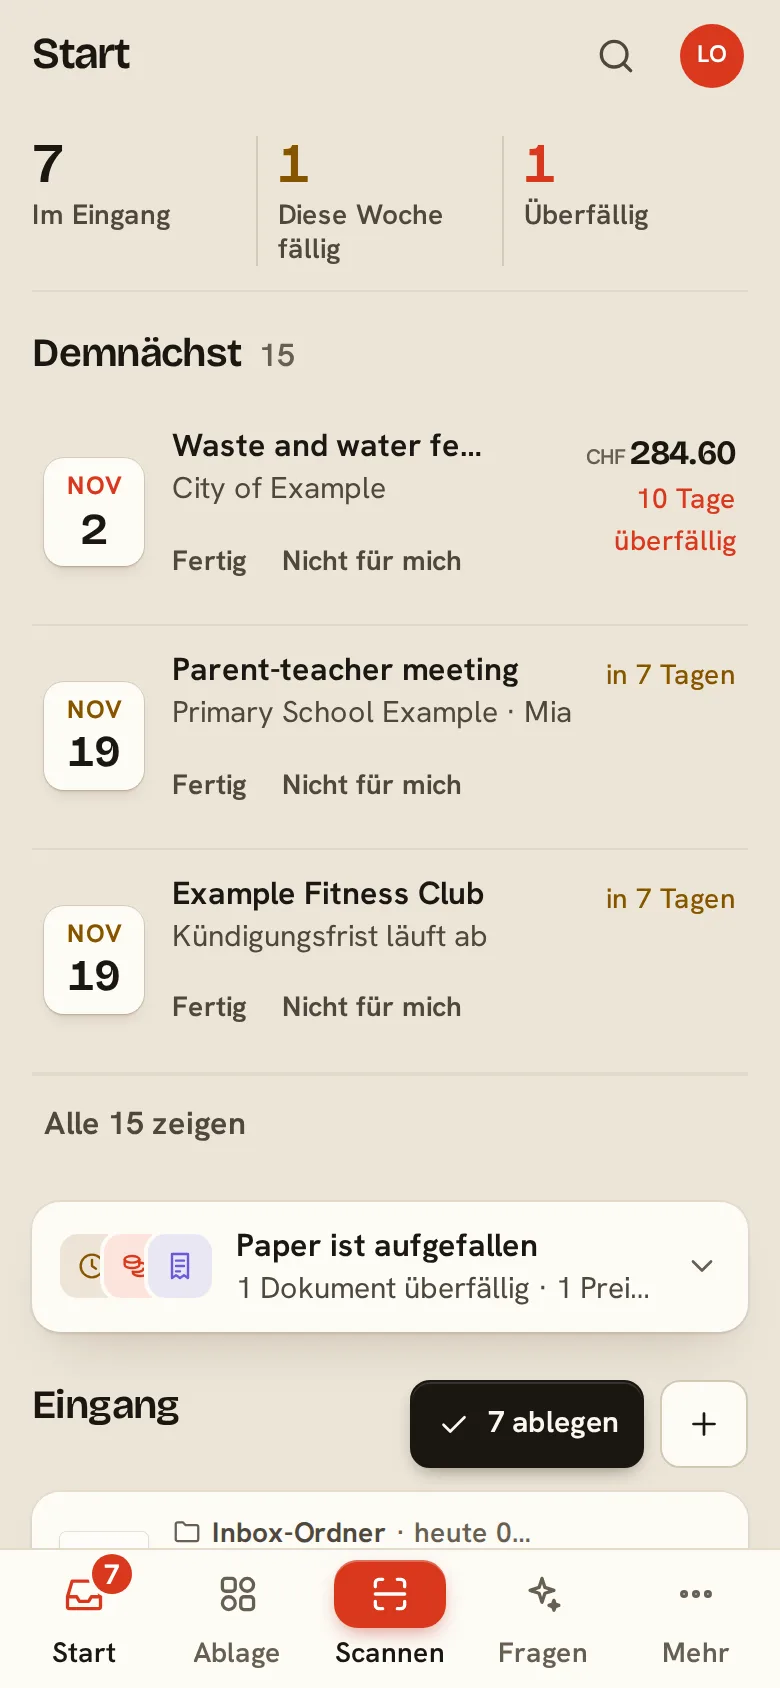 Start
LO
7
Im Eingang
1
Diese Woche
fällig
1
Überfällig
Demnächst 15
NOV
2
Waste and water fe...
City of Example
Fertig Nicht für mich
CHF 284.60
10 Tage
überfällig
NOV
19
Parent-teacher meeting
Primary School Example · Mia
Fertig Nicht für mich
in 7 Tagen
NOV
19
Example Fitness Club
Kündigungsfrist läuft ab
Fertig Nicht für mich
in 7 Tagen
Alle 15 zeigen
Paper ist aufgefallen
1 Dokument überfällig · 1 Prei...
Eingang
7 ablegen
Inbox-Ordner · heute 0...
7
Start
Ablage
Scannen
Fragen
Mehr